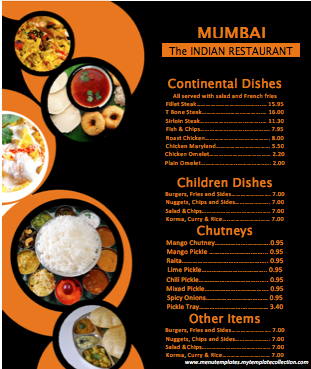 MUMBAI
The INDIAN RESTAURANT
Continental Dishes
All served with salad and French fries
Fillet Steak 15.95
T Bone Steak 16.00
Sirloin Steak 11.30
Fish & Chips 7.95
Roast Chicken 8.00
Chicken Maryland 5.50
Chicken Omelet 2.20
Plain Omelet 2.00
Children Dishes
Burgers, Fries and Sides 7.00
Nuggets, Chips and Sides 7.00
Salad &Chips 7.00
Korma, Curry & Rice 7.00
Chutneys
Mango Chutney 0.95
Mango Pickle 0.95
Raita 0.95
Lime Pickle 0.95
Chili Pickle 0.95
Mixed Pickle 0.95
Spicy Onions 0.95
Pickle Tray 3.40
Other Items
Burgers, Fries and Sides 7.00
Nuggets, Chips and Sides 7.00
Salad &Chips 7.00
Korma, Curry & Rice 7.00
www.menutemplates.mytemplatecollection.com